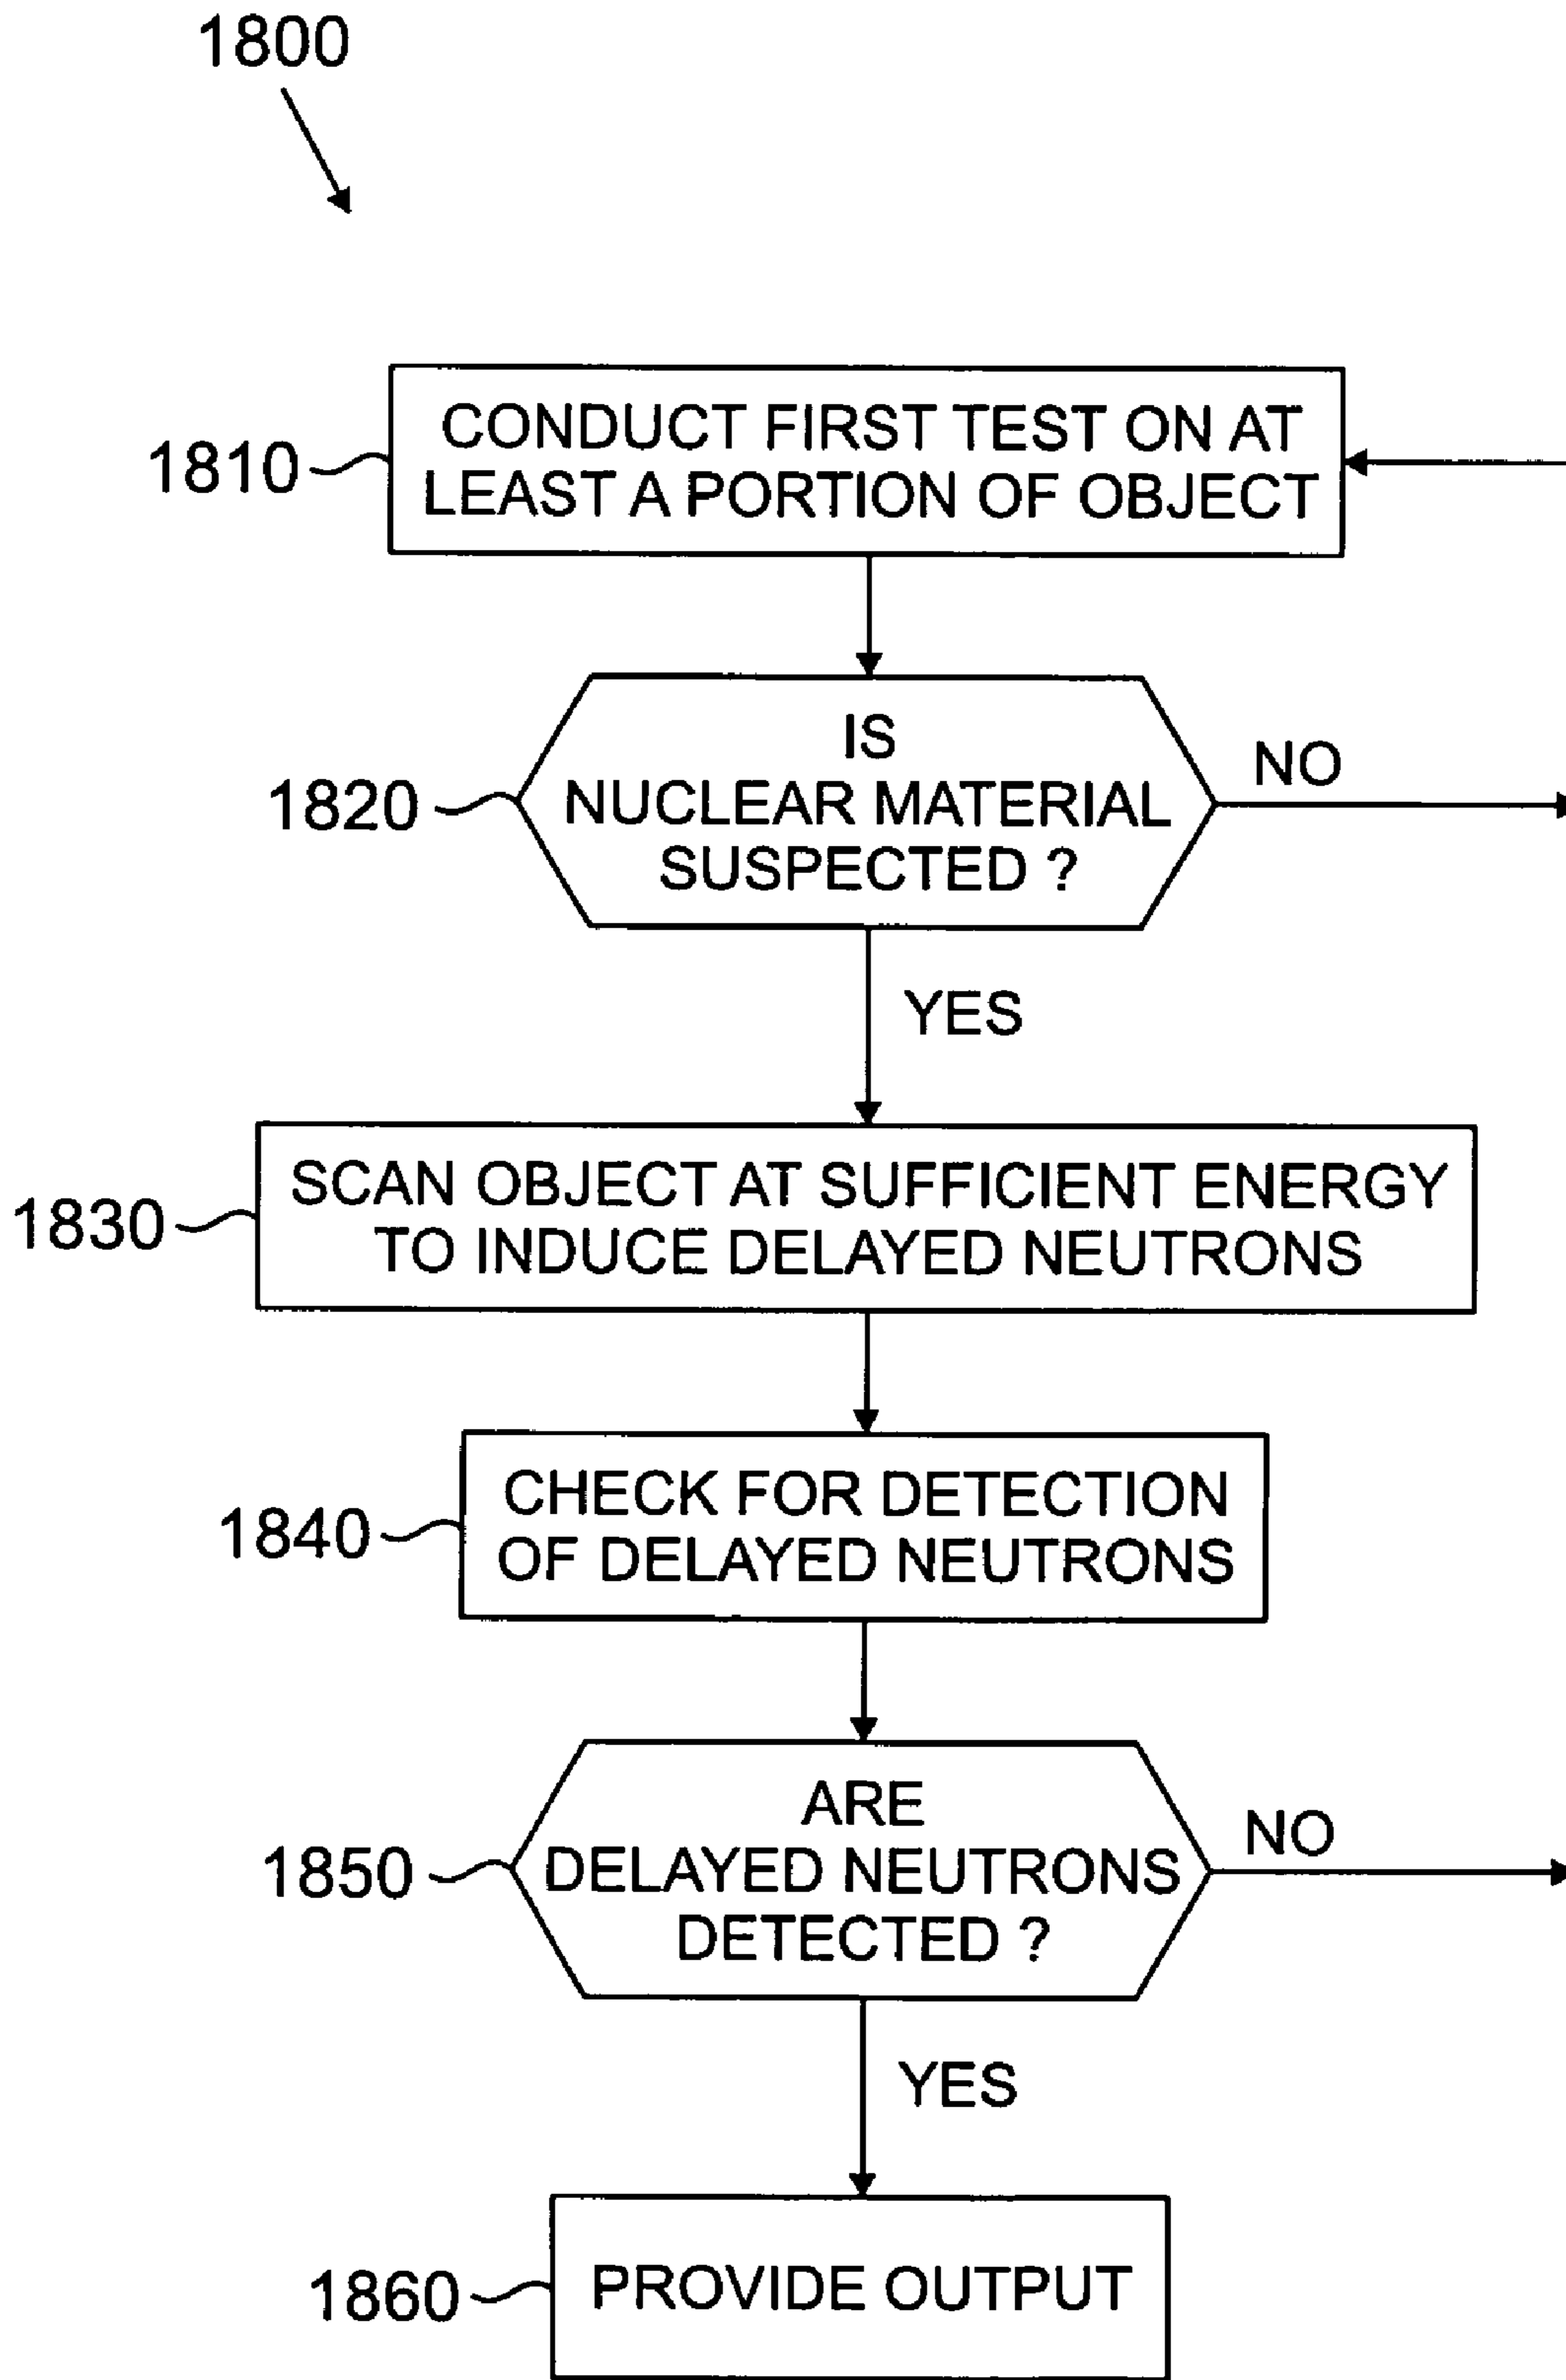 1800
1810
CONDUCT FIRST TEST ON AT
LEAST A PORTION OF OBJECT
1820
IS
NUCLEAR MATERIAL
SUSPECTED ?
NO
YES
1830
SCAN OBJECT AT SUFFICIENT ENERGY
TO INDUCE DELAYED NEUTRONS
1840
CHECK FOR DETECTION
OF DELAYED NEUTRONS
1850
ARE
DELAYED NEUTRONS
DETECTED ?
NO
YES
1860
PROVIDE OUTPUT